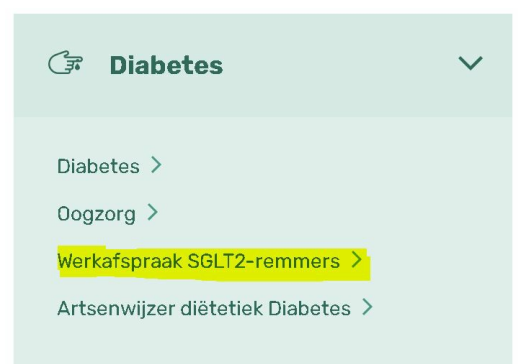 Diabetes
Diabetes
Oogzorg
Werkafspraak SGLT2-remmers
Artsenwijzer diëtetiek Diabetes